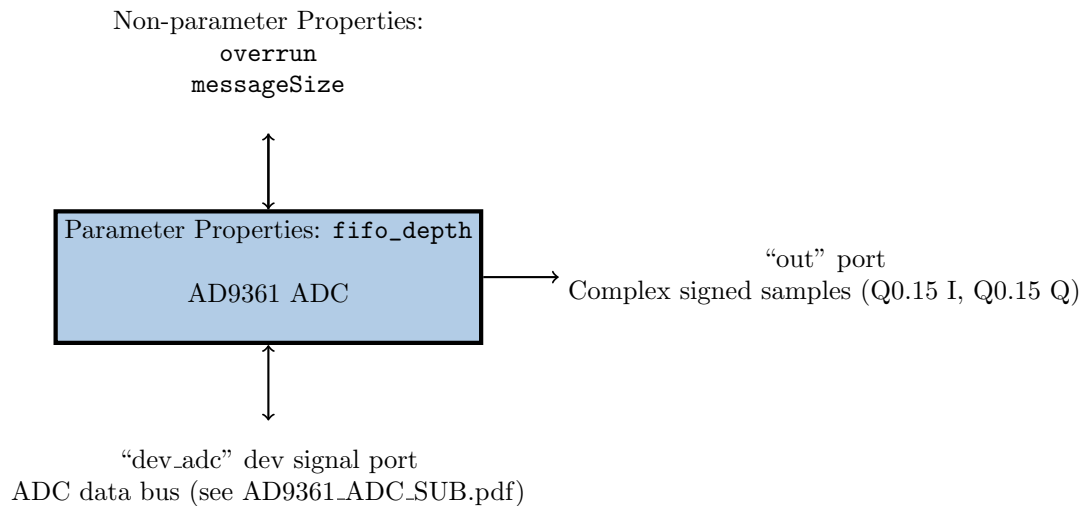 Non-parameter Properties:
overrun
messageSize
Parameter Properties: fifo_depth
AD9361 ADC
“out” port
Complex signed samples (Q0.15 I, Q0.15 Q)
“dev_adc” dev signal port
ADC data bus (see AD9361_ADC_SUB.pdf)